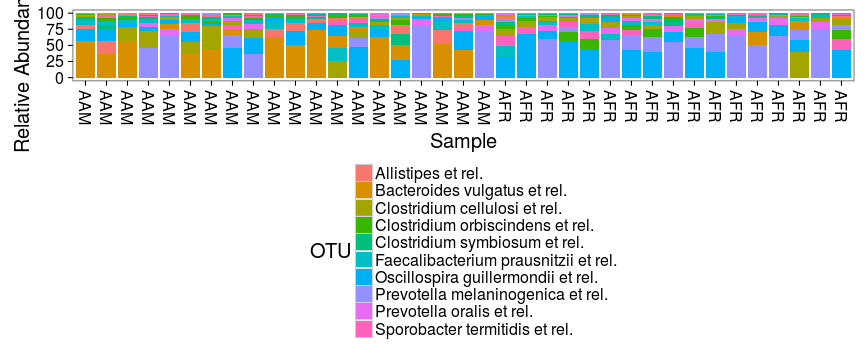 Relative Abundan
100
75
50
25
0
AAM AAM AAM AAM AAM AAM AAM AAM AAM AAM AAM AAM AAM AAM AAM AAM AAM AAM AAM AAM AFR AFR AFR AFR AFR AFR AFR AFR AFR AFR AFR AFR AFR AFR AFR AFR AFR
Sample
OTU
Allistipes et rel.
Bacteroides vulgatus et rel.
Clostridium cellulosi et rel.
Clostridium orbiscindens et rel.
Clostridium symbiosum et rel.
Faecalibacterium prausnitzii et rel.
Oscillospira guillermondii et rel.
Prevotella melaninogenica et rel.
Prevotella oralis et rel.
Sporobacter termitidis et rel.